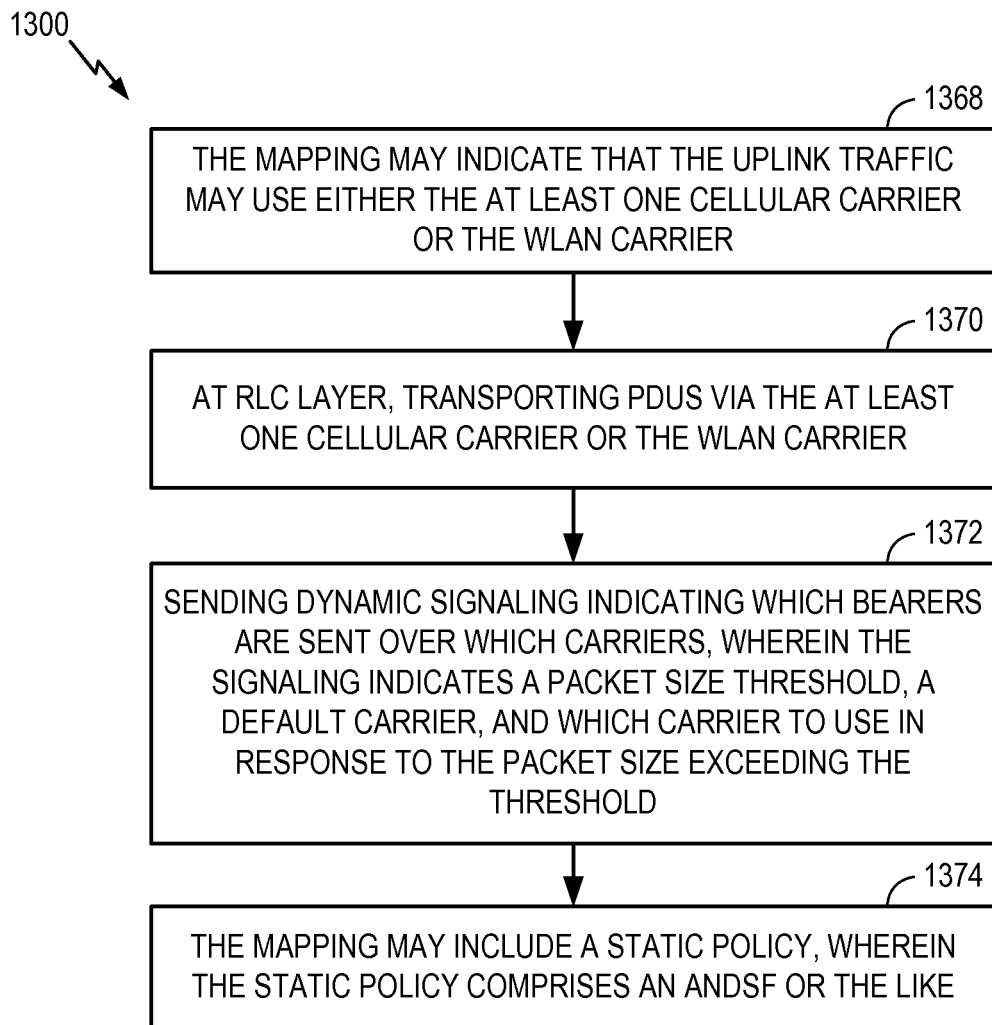 1300
1368
THE MAPPING MAY INDICATE THAT THE UPLINK TRAFFIC
MAY USE EITHER THE AT LEAST ONE CELLULAR CARRIER
OR THE WLAN CARRIER
1370
AT RLC LAYER, TRANSPORTING PDUS VIA THE AT LEAST
ONE CELLULAR CARRIER OR THE WLAN CARRIER
1372
SENDING DYNAMIC SIGNALING INDICATING WHICH BEARERS
ARE SENT OVER WHICH CARRIERS, WHEREIN THE
SIGNALING INDICATES A PACKET SIZE THRESHOLD, A
DEFAULT CARRIER, AND WHICH CARRIER TO USE IN
RESPONSE TO THE PACKET SIZE EXCEEDING THE
THRESHOLD
1374
THE MAPPING MAY INCLUDE A STATIC POLICY, WHEREIN
THE STATIC POLICY COMPRISES AN ANDSF OR THE LIKE